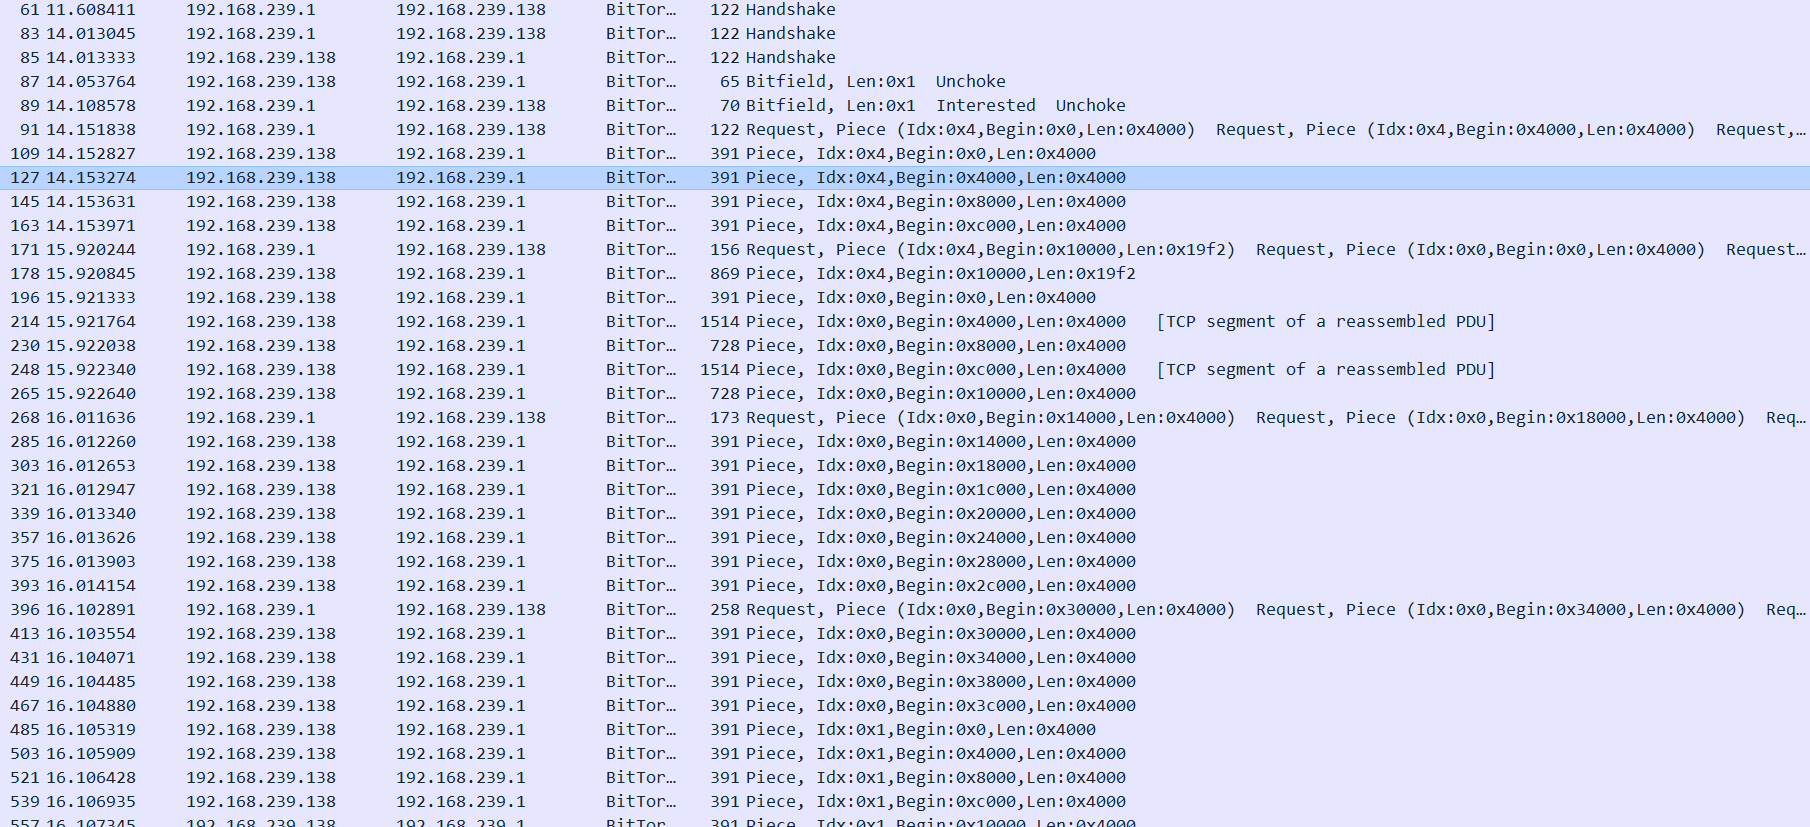 61 11.608411 192.168.239.1 192.168.239.138 BitTor… 122 Handshake
83 14.013045 192.168.239.1 192.168.239.138 BitTor… 122 Handshake
85 14.013333 192.168.239.138 192.168.239.1 BitTor… 122 Handshake
87 14.053764 192.168.239.138 192.168.239.1 BitTor… 65 Bitfield, Len:0x1 Unchoke
89 14.108578 192.168.239.1 192.168.239.138 BitTor… 70 Bitfield, Len:0x1 Interested Unchoke
91 14.151838 192.168.239.1 192.168.239.138 BitTor… 122 Request, Piece (Idx:0x4,Begin:0x0,Len:0x4000) Request, Piece (Idx:0x4,Begin:0x4000,Len:0x4000) Request,…
109 14.152827 192.168.239.138 192.168.239.1 BitTor… 391 Piece, Idx:0x4,Begin:0x0,Len:0x4000
127 14.153274 192.168.239.138 192.168.239.1 BitTor… 391 Piece, Idx:0x4,Begin:0x4000,Len:0x4000
145 14.153631 192.168.239.138 192.168.239.1 BitTor… 391 Piece, Idx:0x4,Begin:0x8000,Len:0x4000
163 14.153971 192.168.239.138 192.168.239.1 BitTor… 391 Piece, Idx:0x4,Begin:0xc000,Len:0x4000
171 15.920244 192.168.239.1 192.168.239.138 BitTor… 156 Request, Piece (Idx:0x4,Begin:0x10000,Len:0x19f2) Request, Piece (Idx:0x0,Begin:0x0,Len:0x4000) Request…
178 15.920845 192.168.239.138 192.168.239.1 BitTor… 869 Piece, Idx:0x4,Begin:0x10000,Len:0x19f2
196 15.921333 192.168.239.138 192.168.239.1 BitTor… 391 Piece, Idx:0x0,Begin:0x0,Len:0x4000
214 15.921764 192.168.239.138 192.168.239.1 BitTor… 1514 Piece, Idx:0x0,Begin:0x4000,Len:0x4000 [TCP segment of a reassembled PDU]
230 15.922038 192.168.239.138 192.168.239.1 BitTor… 728 Piece, Idx:0x0,Begin:0x8000,Len:0x4000
248 15.922340 192.168.239.138 192.168.239.1 BitTor… 1514 Piece, Idx:0x0,Begin:0xc000,Len:0x4000 [TCP segment of a reassembled PDU]
265 15.922640 192.168.239.138 192.168.239.1 BitTor… 728 Piece, Idx:0x0,Begin:0x10000,Len:0x4000
268 16.011636 192.168.239.1 192.168.239.138 BitTor… 173 Request, Piece (Idx:0x0,Begin:0x14000,Len:0x4000) Request, Piece (Idx:0x0,Begin:0x18000,Len:0x4000) Req…
285 16.012260 192.168.239.138 192.168.239.1 BitTor… 391 Piece, Idx:0x0,Begin:0x14000,Len:0x4000
303 16.012653 192.168.239.138 192.168.239.1 BitTor… 391 Piece, Idx:0x0,Begin:0x18000,Len:0x4000
321 16.012947 192.168.239.138 192.168.239.1 BitTor… 391 Piece, Idx:0x0,Begin:0x1c000,Len:0x4000
339 16.013340 192.168.239.138 192.168.239.1 BitTor… 391 Piece, Idx:0x0,Begin:0x20000,Len:0x4000
357 16.013626 192.168.239.138 192.168.239.1 BitTor… 391 Piece, Idx:0x0,Begin:0x24000,Len:0x4000
375 16.013903 192.168.239.138 192.168.239.1 BitTor… 391 Piece, Idx:0x0,Begin:0x28000,Len:0x4000
393 16.014154 192.168.239.138 192.168.239.1 BitTor… 391 Piece, Idx:0x0,Begin:0x2c000,Len:0x4000
396 16.102891 192.168.239.1 192.168.239.138 BitTor… 258 Request, Piece (Idx:0x0,Begin:0x30000,Len:0x4000) Request, Piece (Idx:0x0,Begin:0x34000,Len:0x4000) Req…
413 16.103554 192.168.239.138 192.168.239.1 BitTor… 391 Piece, Idx:0x0,Begin:0x30000,Len:0x4000
431 16.104071 192.168.239.138 192.168.239.1 BitTor… 391 Piece, Idx:0x0,Begin:0x34000,Len:0x4000
449 16.104485 192.168.239.138 192.168.239.1 BitTor… 391 Piece, Idx:0x0,Begin:0x38000,Len:0x4000
467 16.104880 192.168.239.138 192.168.239.1 BitTor… 391 Piece, Idx:0x0,Begin:0x3c000,Len:0x4000
485 16.105319 192.168.239.138 192.168.239.1 BitTor… 391 Piece, Idx:0x1,Begin:0x0,Len:0x4000
503 16.105909 192.168.239.138 192.168.239.1 BitTor… 391 Piece, Idx:0x1,Begin:0x4000,Len:0x4000
521 16.106428 192.168.239.138 192.168.239.1 BitTor… 391 Piece, Idx:0x1,Begin:0x8000,Len:0x4000
539 16.106935 192.168.239.138 192.168.239.1 BitTor… 391 Piece, Idx:0x1,Begin:0xc000,Len:0x4000
557 16.107345 192.168.239.138 192.168.239.1 BitTor… 391 Piece, Idx:0x1,Begin:0x10000,Len:0x4000